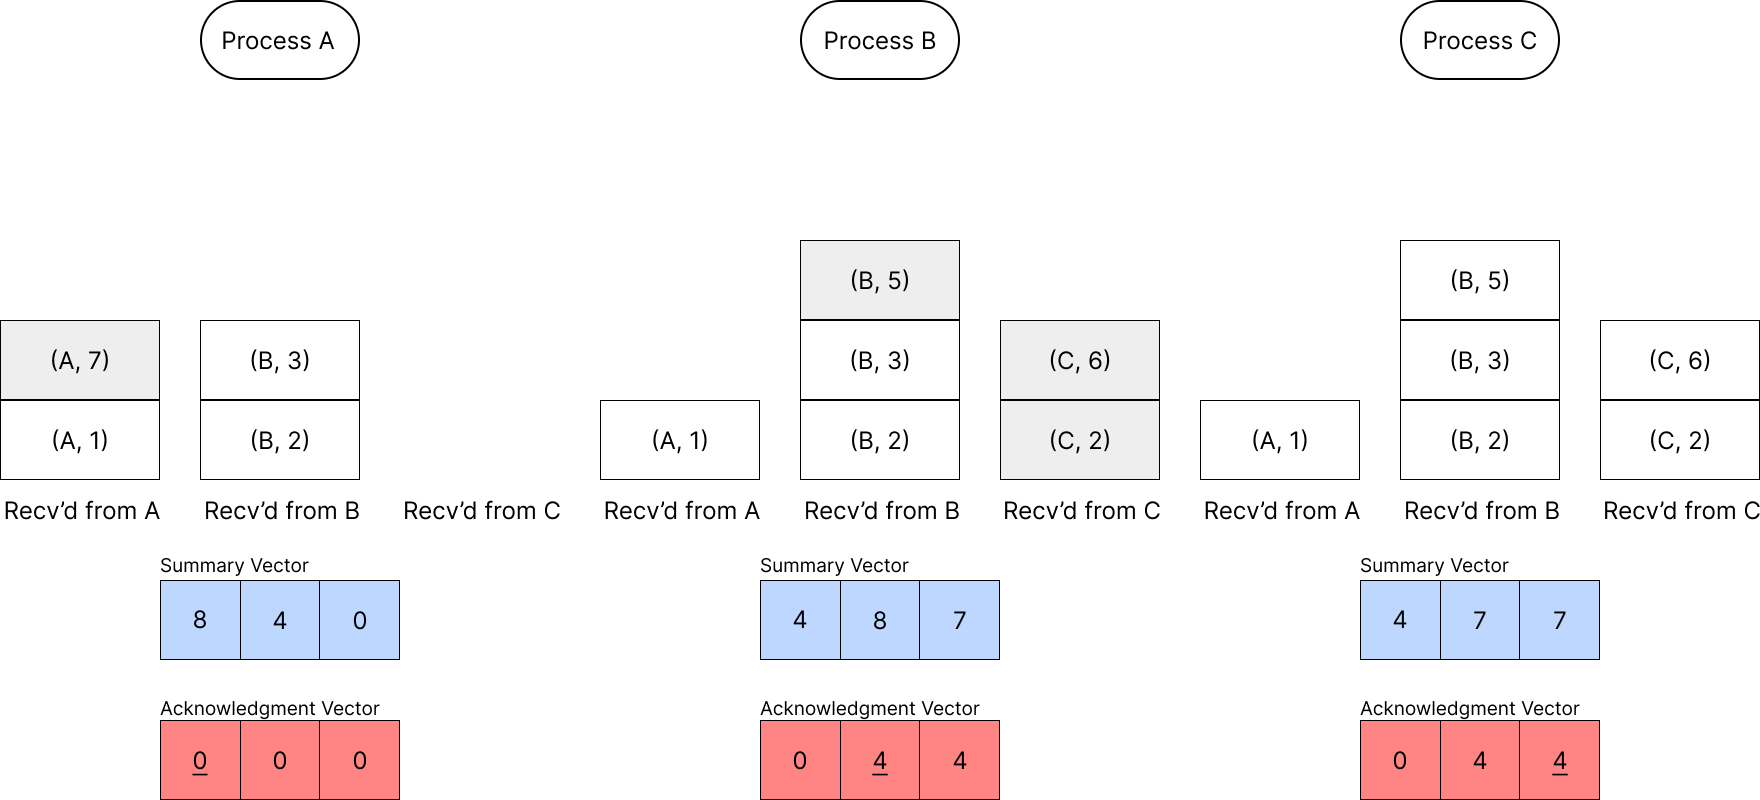 Process A
Process B
Process C
(B, 5)
(B, 5)
(A, 7)
(B, 3)
(B, 3)
(C, 6)
(B, 3)
(C, 6)
(A, 1)
(B, 2)
(A, 1)
(B, 2)
(C, 2)
(A, 1)
(B, 2)
(C, 2)
Recv’d from A
Recv’d from B
Recv’d from C
Recv’d from A
Recv’d from B
Recv’d from C
Recv’d from A
Recv’d from B
Recv’d from C
Summary Vector
Summary Vector
Summary Vector
8 4 0
4 8 7
4 7 7
Acknowledgment Vector
Acknowledgment Vector
Acknowledgment Vector
0 0 0
0 4 4
0 4 4